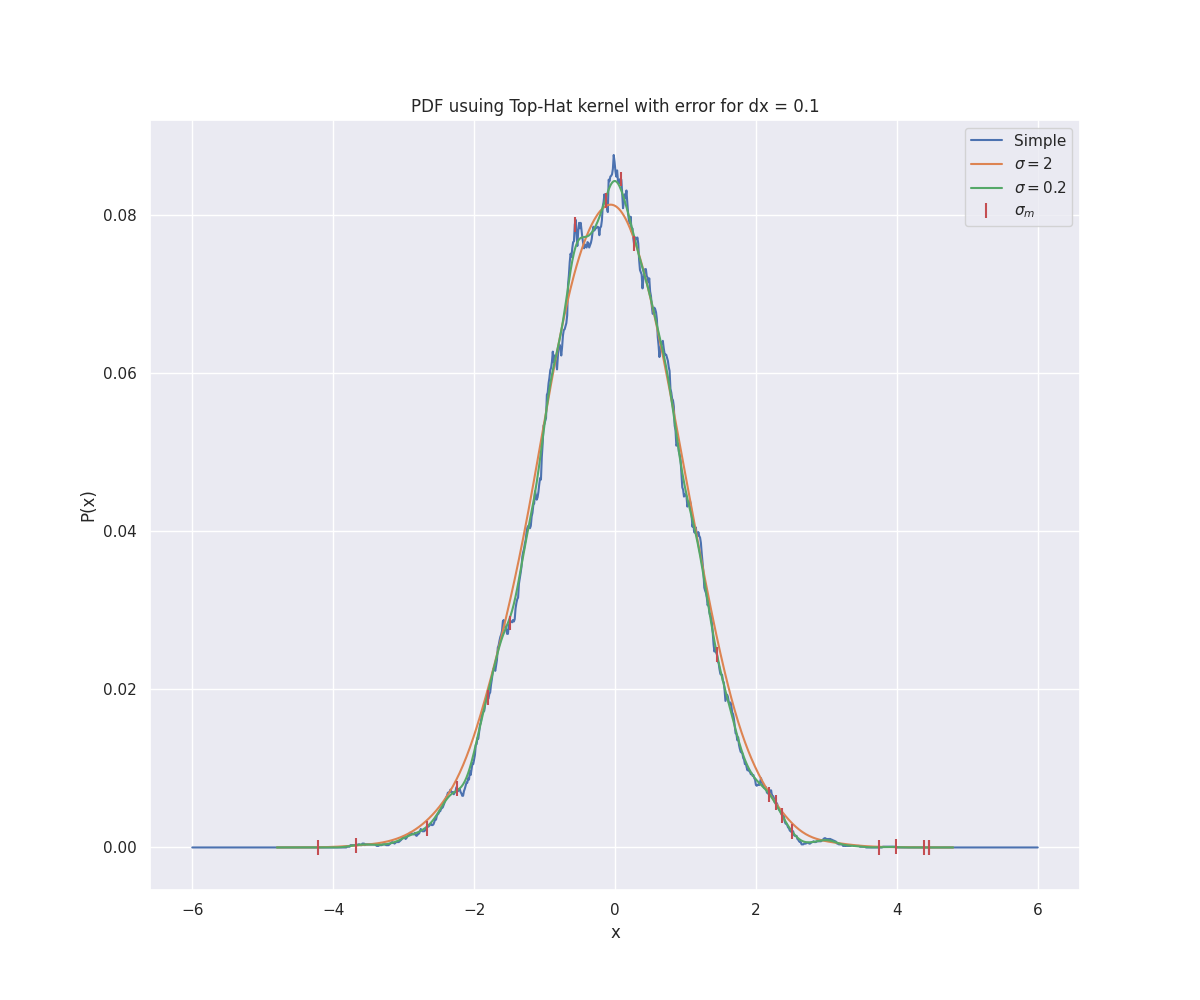 PDF usuing Top-Hat kernel with error for dx = 0.1
Simple
σ = 2
σ = 0.2
σₘ
P(x)
0.08
0.06
0.04
0.02
0.00
−6 −4 −2 0 2 4 6
x